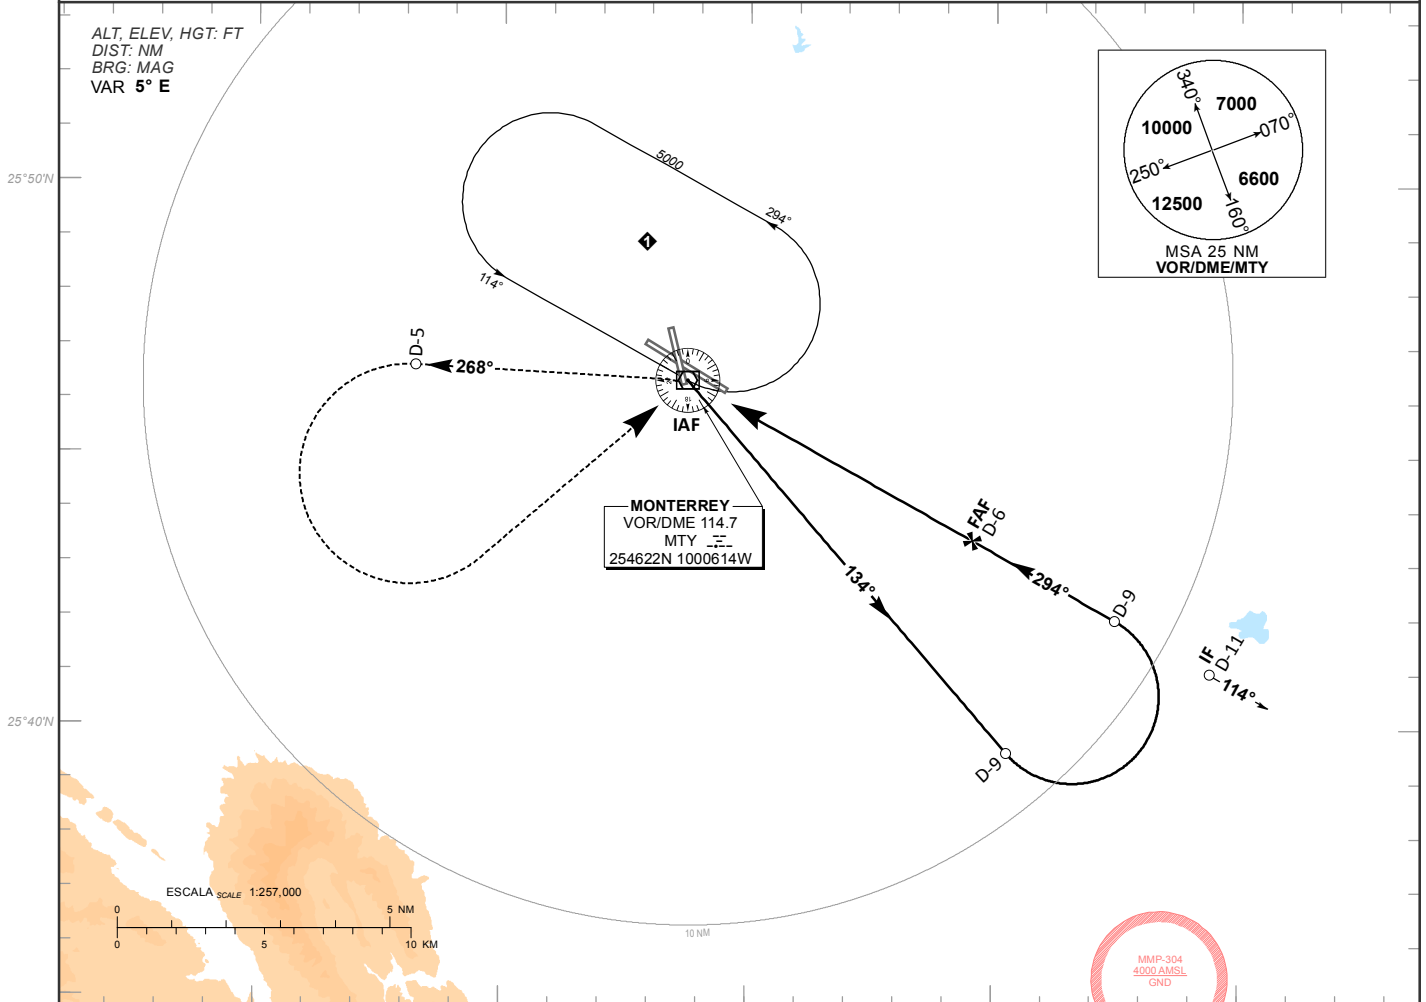 ALT, ELEV, HGT: FT
DIST: NM
BRG: MAG
VAR 5° E
340°
7000
10000
070°
250°
6600
12500
160°
MSA 25 NM
VOR/DME/MTY
25°50'N
5000
294°
1
114°
D-5
268°
0
18
IAF
MONTERREY
VOR/DME 114.7
MTY
254622N 1000614W
FAF
D-6
134°
294°
D-9
IF
D-11
114°
25°40'N
D-9
ESCALA SCALE 1:257,000
0 5 NM
0 5 10 KM
10 NM
MMP-304
4000 AMSL
GND